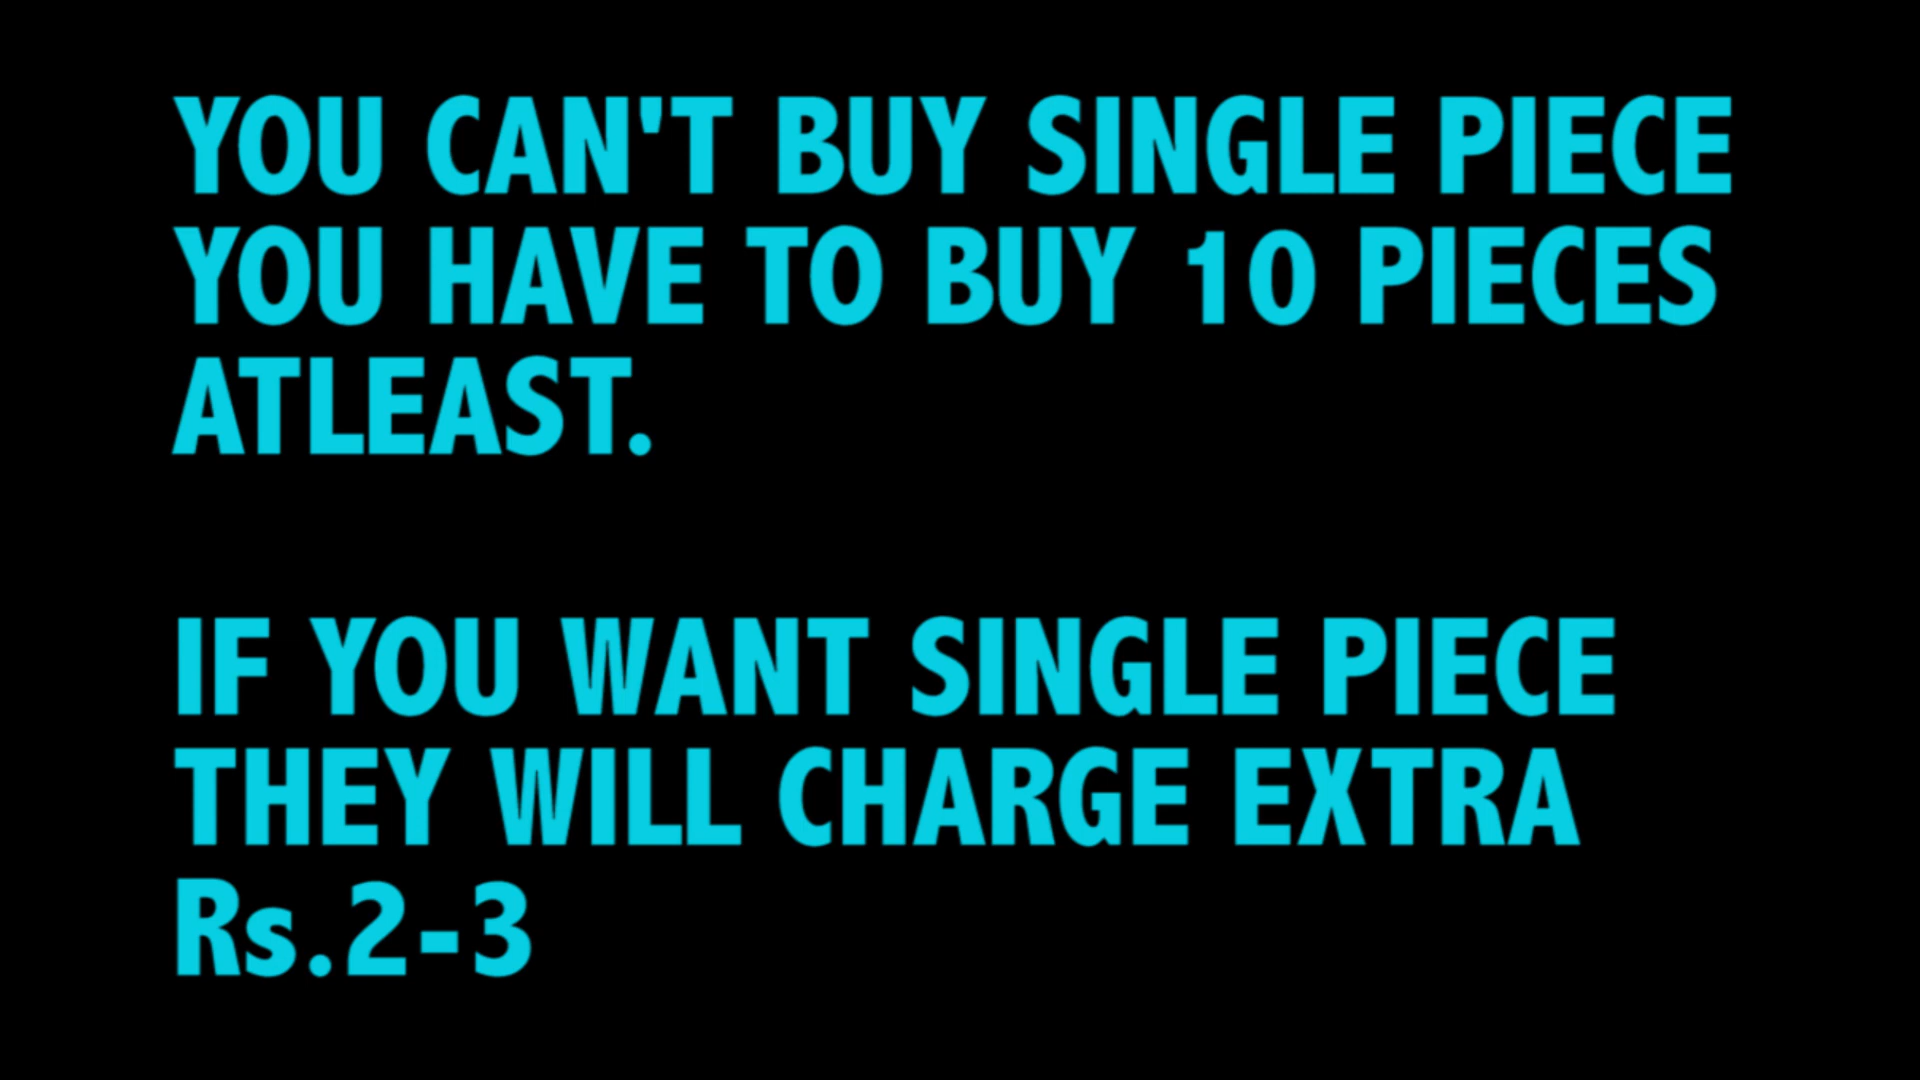 YOU CAN'T BUY SINGLE PIECE
YOU HAVE TO BUY 10 PIECES
ATLEAST.
IF YOU WANT SINGLE PIECE
THEY WILL CHARGE EXTRA
Rs.2-3